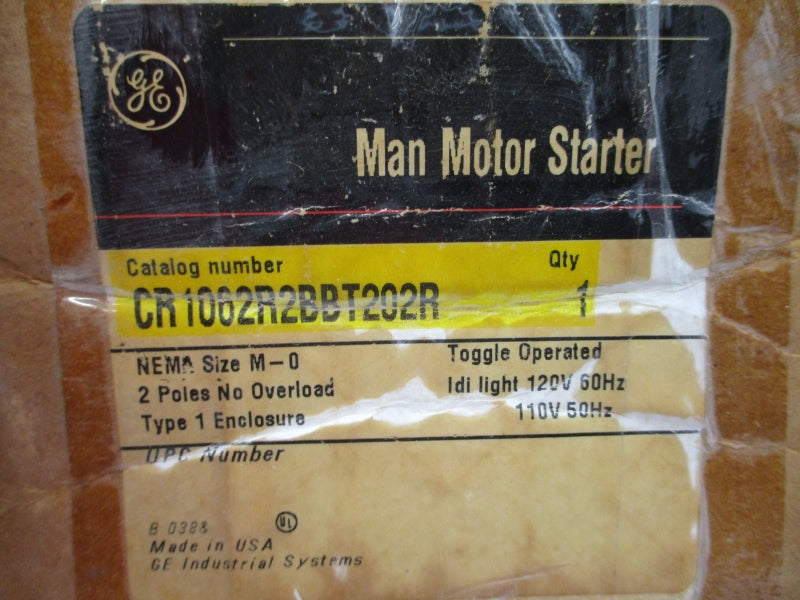 GE
Man Motor Starter
Catalog number Qty
CR1062R2BBT202R 1
NEMA Size M-0 Toggle Operated
2 Poles No Overload Idi light 120V 60Hz
Type 1 Enclosure 110V 50Hz
UPC Number
B 0388 UL
Made in USA
GE Industrial Systems